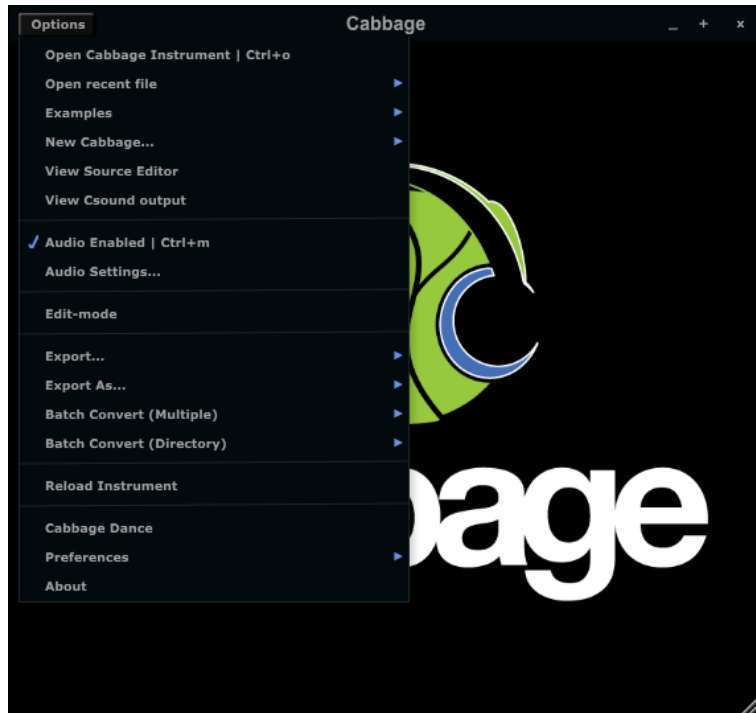 Options
Cabbage
Open Cabbage Instrument | Ctrl+o
Open recent file
Examples
New Cabbage...
View Source Editor
View Csound output
Audio Enabled | Ctrl+m
Audio Settings...
Edit-mode
Export...
Export As...
Batch Convert (Multiple)
Batch Convert (Directory)
Reload Instrument
Cabbage Dance
Preferences
About
bage